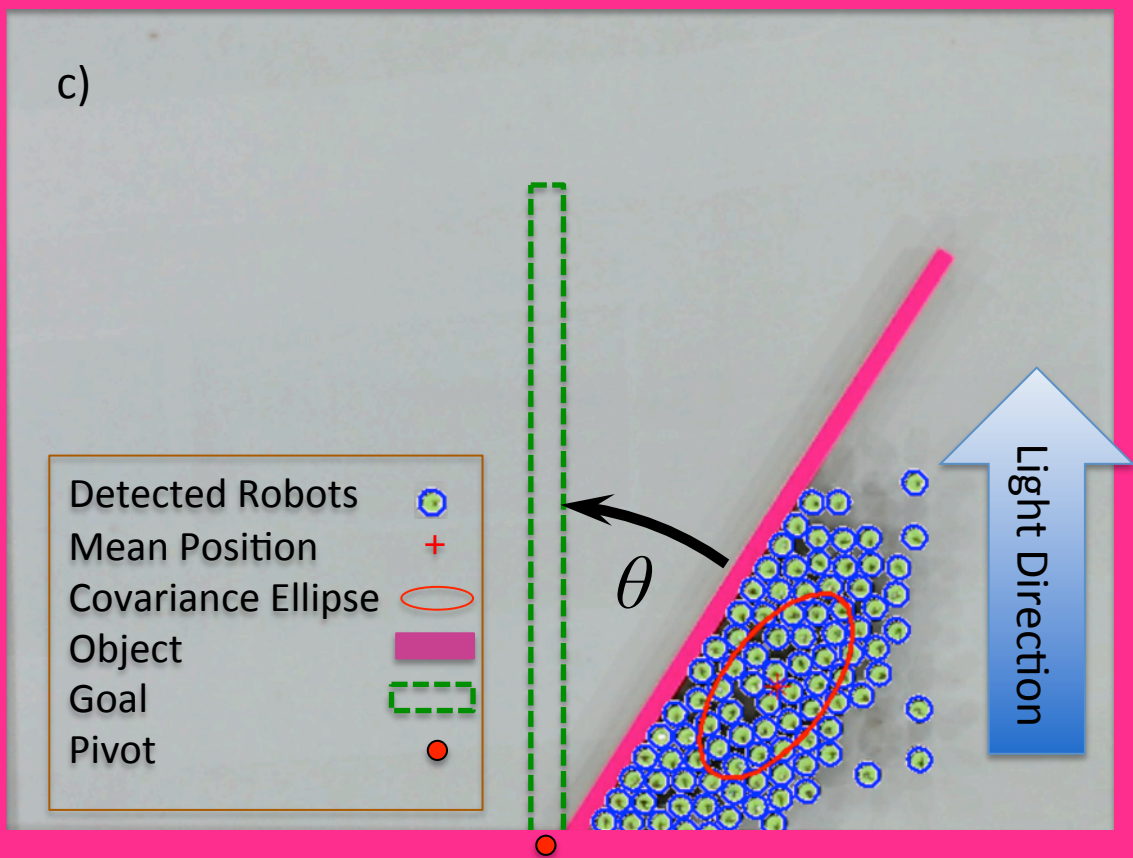 c)
θ
Light Direction
Detected Robots
Mean Position
Covariance Ellipse
Object
Goal
Pivot